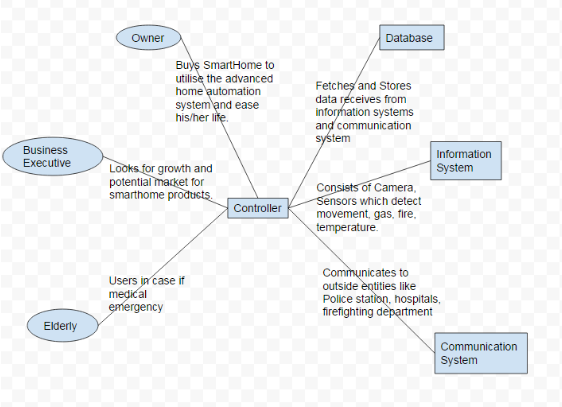 Owner
Database
Buys SmartHome to
utilise the advanced
home automation
system and ease
his/her life.
Fetches and Stores
data receives from
information systems
and communication
system
Business
Executive
Information
System
Looks for growth and
potential market for
smarthome products.
Consists of Camera,
Sensors which detect
movement, gas, fire,
temperature.
Controller
Users in case if
medical
emergency
Communicates to
outside entities like
Police station, hospitals,
firefighting department
Elderly
Communication
System